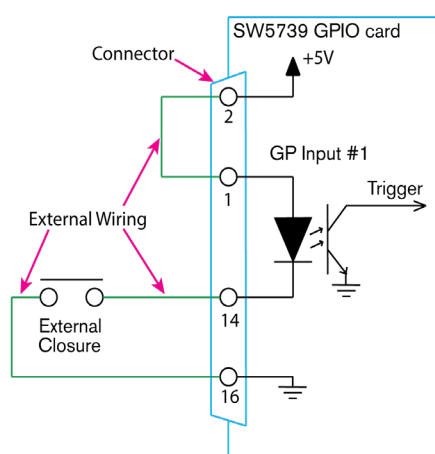 SW5739 GPIO card
Connector
+5V
2
GP Input #1
1
Trigger
External Wiring
14
External
Closure
16